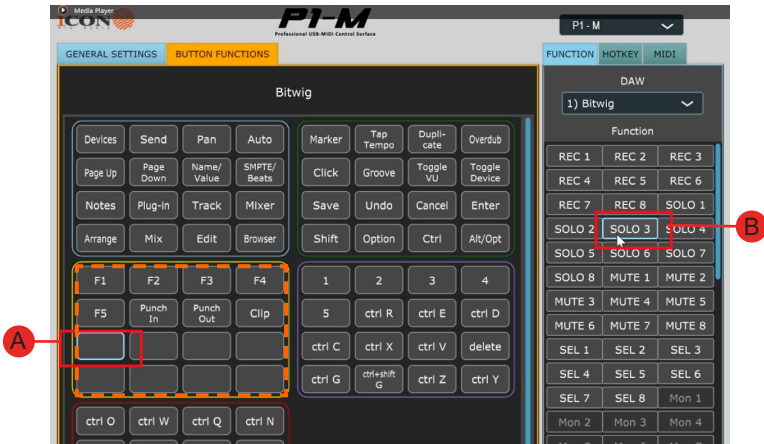 Media Player
iCON
Pro Audio
P1-M
Professional USB-MIDI Control Surface
P1-M
GENERAL SETTINGS BUTTON FUNCTIONS
FUNCTION HOTKEY MIDI
Bitwig
DAW
1) Bitwig
Function
Devices Send Pan Auto
Page Up Page Down Name/ Value SMPTE/ Beats
Notes Plug-in Track Mixer
Arrange Mix Edit Browser
Marker Tap Tempo Dupli- cate Overdub
Click Groove Toggle VU Toggle Device
Save Undo Cancel Enter
Shift Option Ctrl Alt/Opt
F1 F2 F3 F4
F5 Punch In Punch Out Clip
1 2 3 4
5 ctrl R ctrl E ctrl D
ctrl C ctrl X ctrl V delete
ctrl G ctrl+shift G ctrl Z ctrl Y
ctrl O ctrl W ctrl Q ctrl N
REC 1 REC 2 REC 3
REC 4 REC 5 REC 6
REC 7 REC 8 SOLO 1
SOLO 2 SOLO 3 SOLO 4
SOLO 5 SOLO 6 SOLO 7
SOLO 8 MUTE 1 MUTE 2
MUTE 3 MUTE 4 MUTE 5
MUTE 6 MUTE 7 MUTE 8
SEL 1 SEL 2 SEL 3
SEL 4 SEL 5 SEL 6
SEL 7 SEL 8 Mon 1
Mon 2 Mon 3 Mon 4
A
B